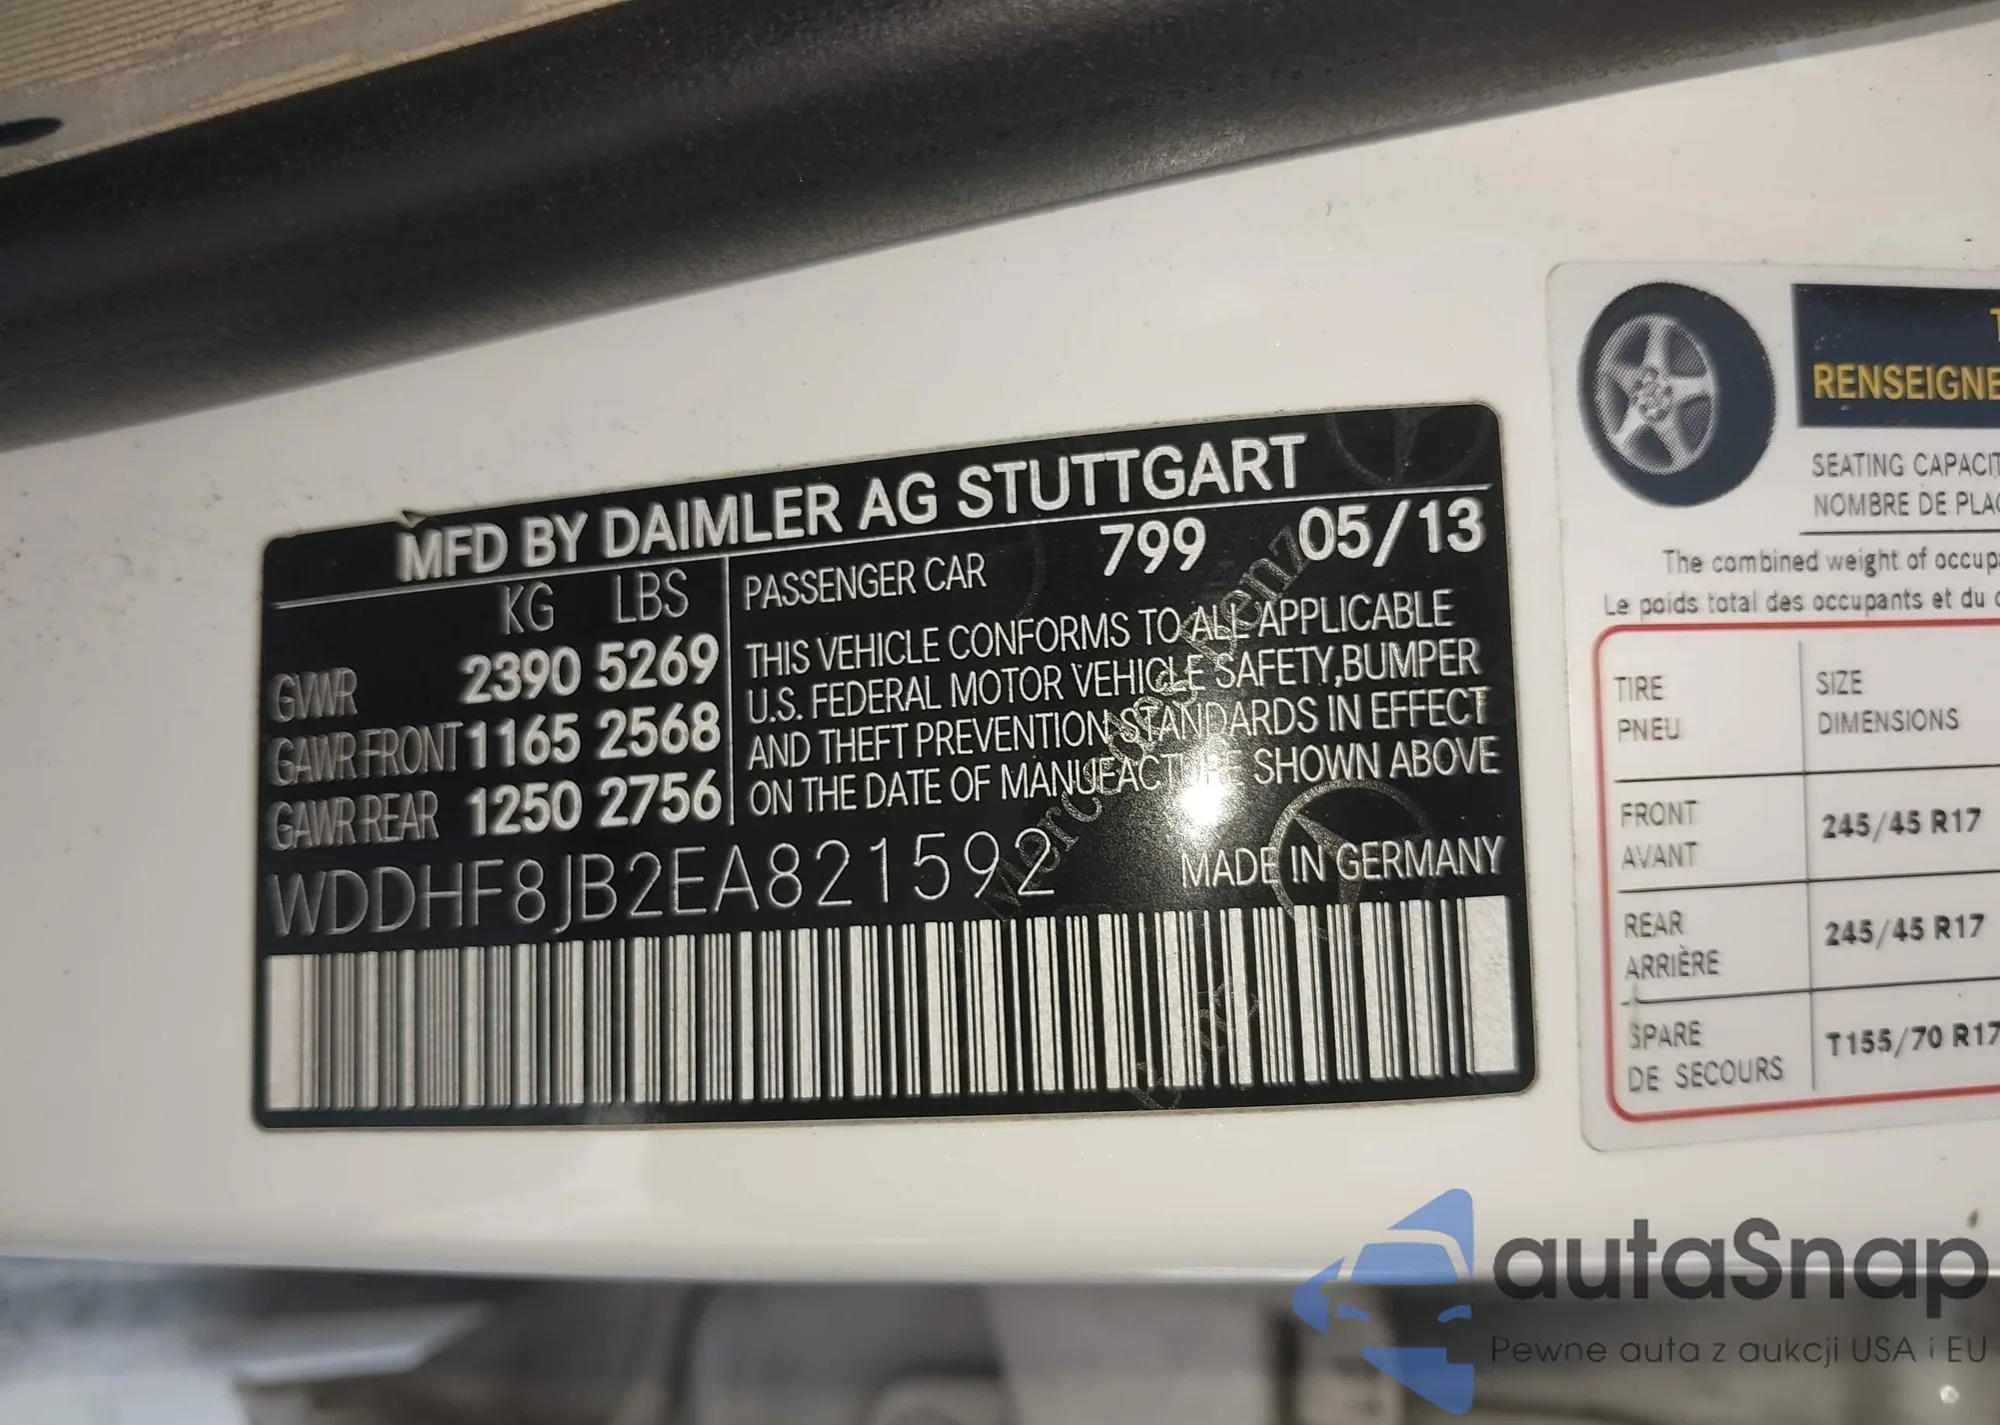 MFD BY DAIMLER AG STUTTGART
KG LBS
GVWR 2390 5269
GAWR FRONT 1165 2568
GAWR REAR 1250 2756
PASSENGER CAR 799 05/13
THIS VEHICLE CONFORMS TO ALL APPLICABLE
U.S. FEDERAL MOTOR VEHICLE SAFETY,BUMPER
AND THEFT PREVENTION STANDARDS IN EFFECT
ON THE DATE OF MANUFACTURE SHOWN ABOVE
WDDHF8JB2EA821592
MADE IN GERMANY
Mercedes-Benz
Benz
RENSEIGNE
SEATING CAPACIT
NOMBRE DE PLAC
The combined weight of occup
Le poids total des occupants et du
TIRE SIZE
PNEU DIMENSIONS
FRONT
AVANT
245/45 R17
REAR
ARRIÈRE
245/45 R17
SPARE
DE SECOURS
T155/70 R17
autaSnap
Pewne auta z aukcji USA i EU